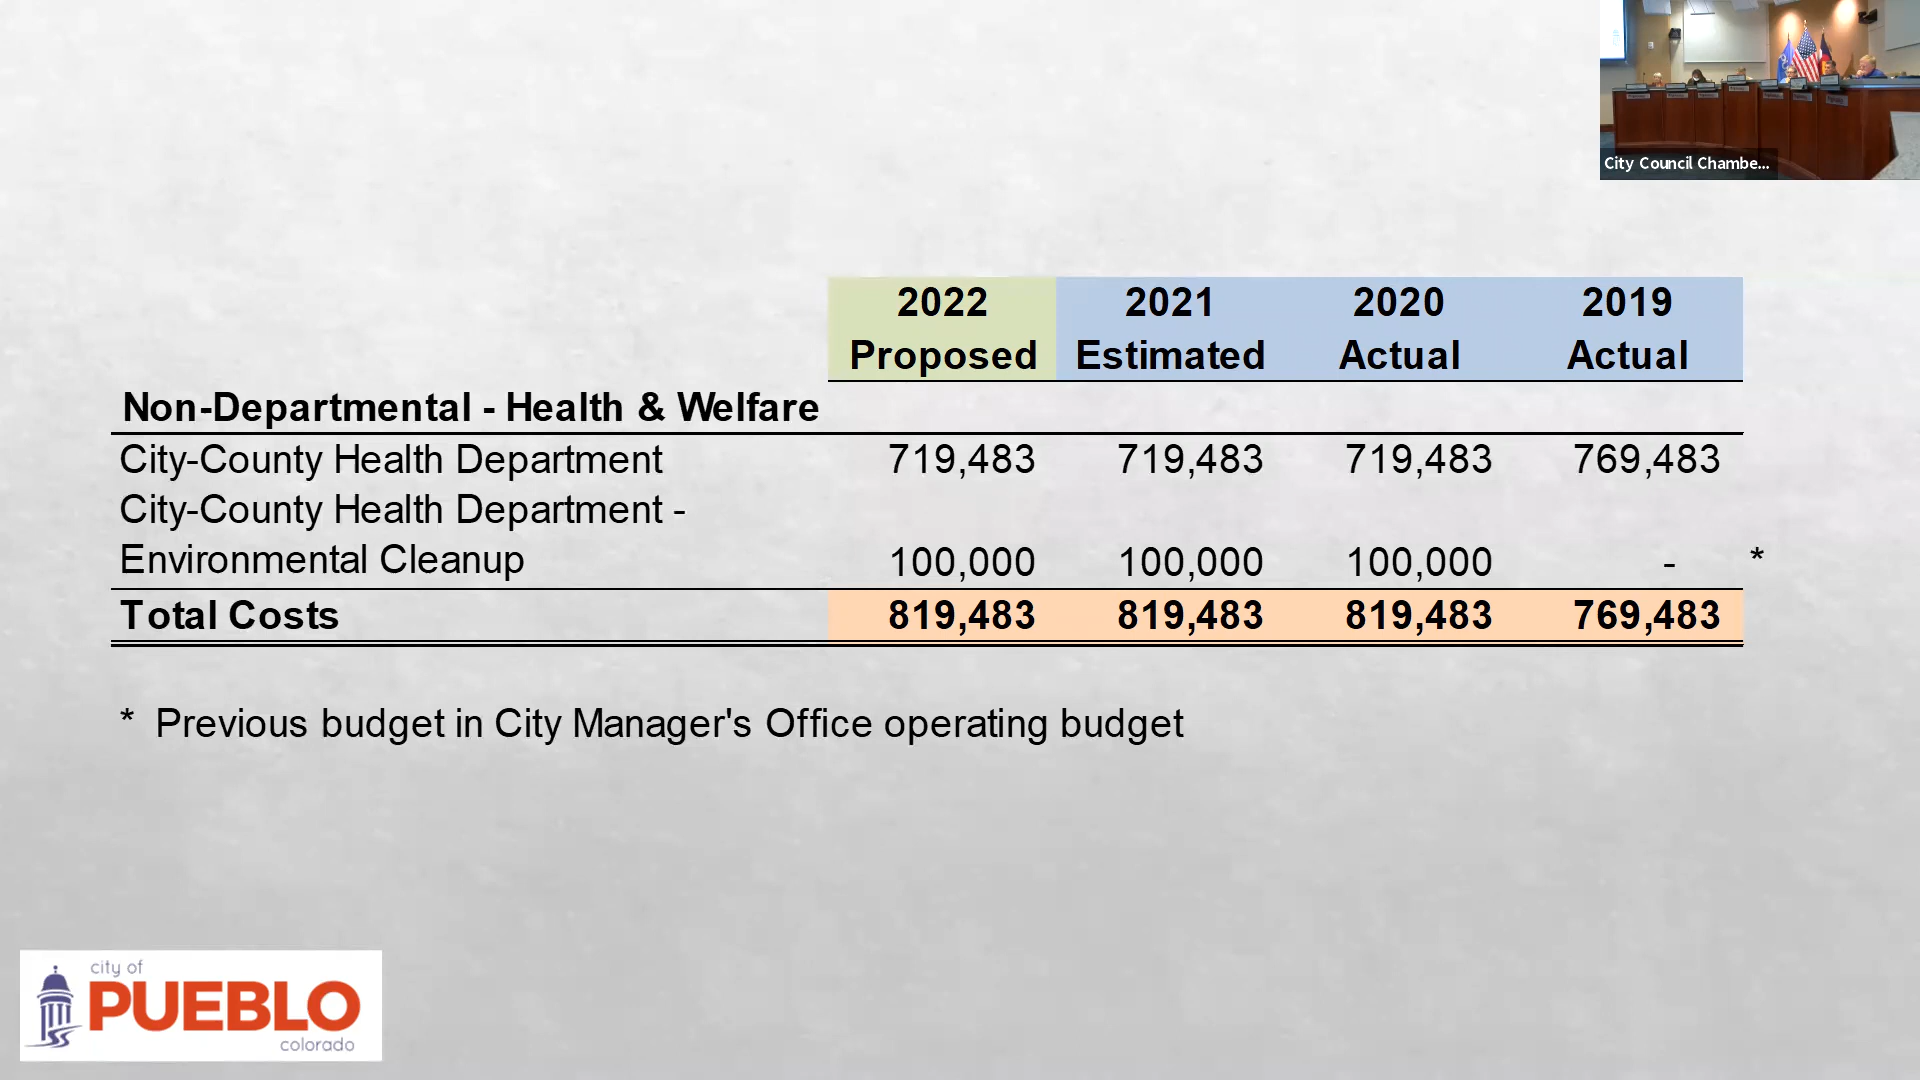 City Council Chambe...
2022 2021 2020 2019
Proposed Estimated Actual Actual
Non-Departmental - Health & Welfare
City-County Health Department 719,483 719,483 719,483 769,483
City-County Health Department -
Environmental Cleanup 100,000 100,000 100,000 - *
Total Costs 819,483 819,483 819,483 769,483
* Previous budget in City Manager's Office operating budget
city of
PUEBLO
colorado